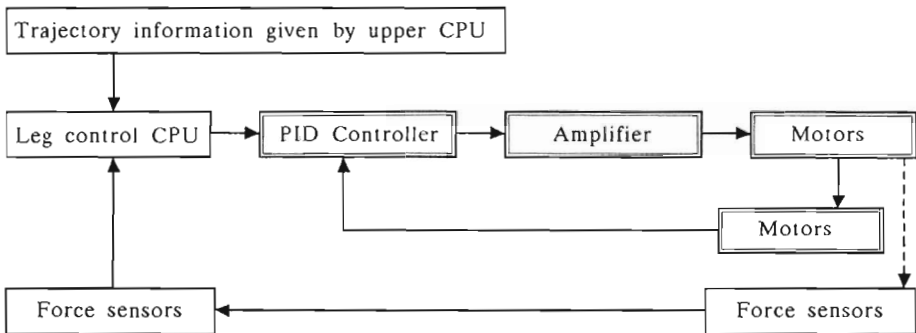 Trajectory information given by upper CPU
Leg control CPU
PID Controller
Amplifier
Motors
Motors
Force sensors
Force sensors